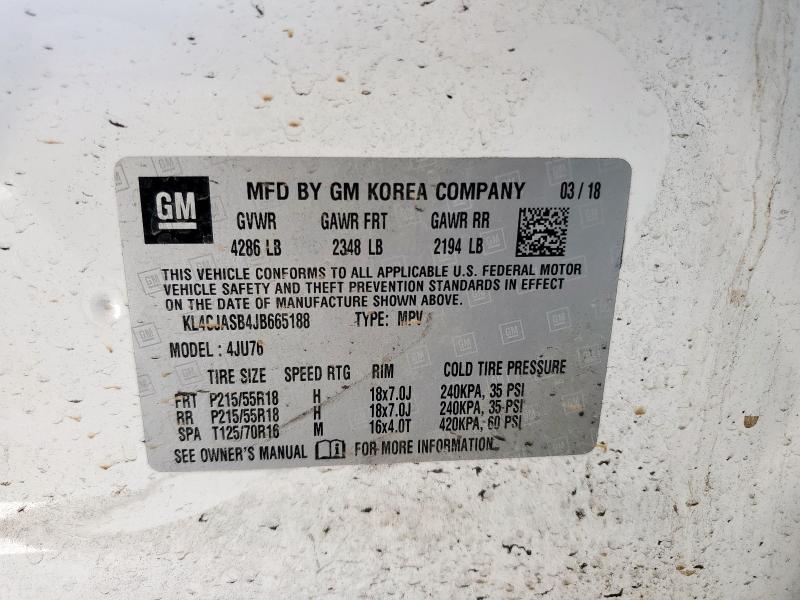 GM MFD BY GM KOREA COMPANY 03/18
GVWR GAWR FRT GAWR RR
4286 LB 2348 LB 2194 LB
THIS VEHICLE CONFORMS TO ALL APPLICABLE U.S. FEDERAL MOTOR
VEHICLE SAFETY AND THEFT PREVENTION STANDARDS IN EFFECT
ON THE DATE OF MANUFACTURE SHOWN ABOVE.
KL4CJASB4JB665188 TYPE: MPV
MODEL : 4JU76
TIRE SIZE SPEED RTG RIM COLD TIRE PRESSURE
FRT P215/55R18 H 18x7.0J 240KPA, 35 PSI
RR P215/55R18 H 18x7.0J 240KPA, 35 PSI
SPA T125/70R16 M 16x4.0T 420KPA, 60 PSI
SEE OWNER'S MANUAL FOR MORE INFORMATION.